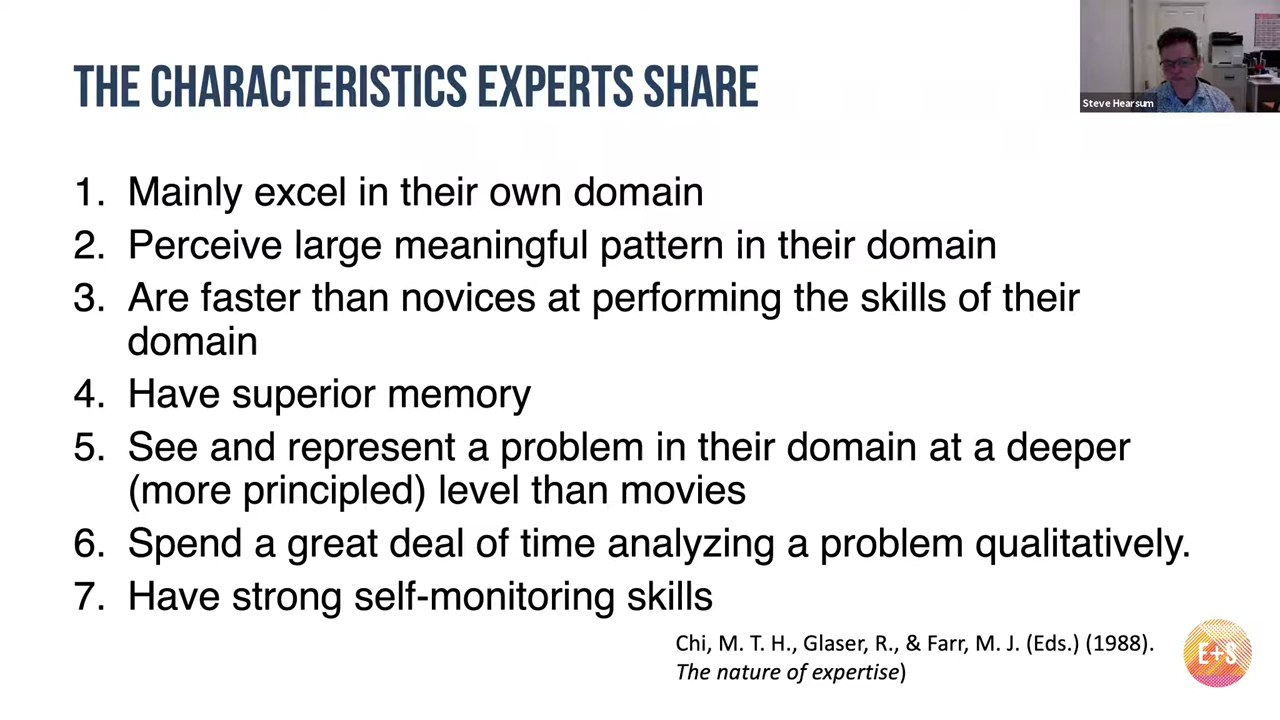 THE CHARACTERISTICS EXPERTS SHARE
Steve Hearsum
1. Mainly excel in their own domain
2. Perceive large meaningful pattern in their domain
3. Are faster than novices at performing the skills of their
domain
4. Have superior memory
5. See and represent a problem in their domain at a deeper
(more principled) level than movies
6. Spend a great deal of time analyzing a problem qualitatively.
7. Have strong self-monitoring skills
Chi, M. T. H., Glaser, R., & Farr, M. J. (Eds.) (1988).
The nature of expertise)
E+S